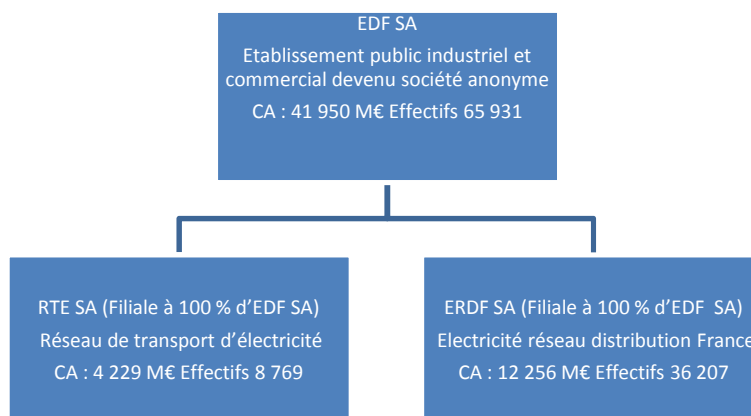 EDF SA
Etablissement public industriel et
commercial devenu société anonyme
CA : 41 950 M€ Effectifs 65 931
RTE SA (Filiale à 100 % d’EDF SA)
Réseau de transport d’électricité
CA : 4 229 M€ Effectifs 8 769
ERDF SA (Filiale à 100 % d’EDF SA)
Electricité réseau distribution France
CA : 12 256 M€ Effectifs 36 207